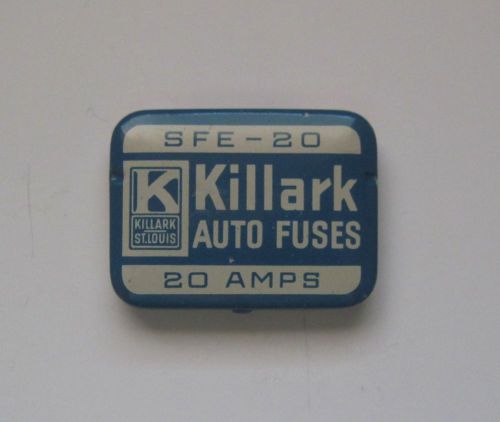 SFE-20
K
KILLARK
ST.LOUIS
Killark
AUTO FUSES
20 AMPS